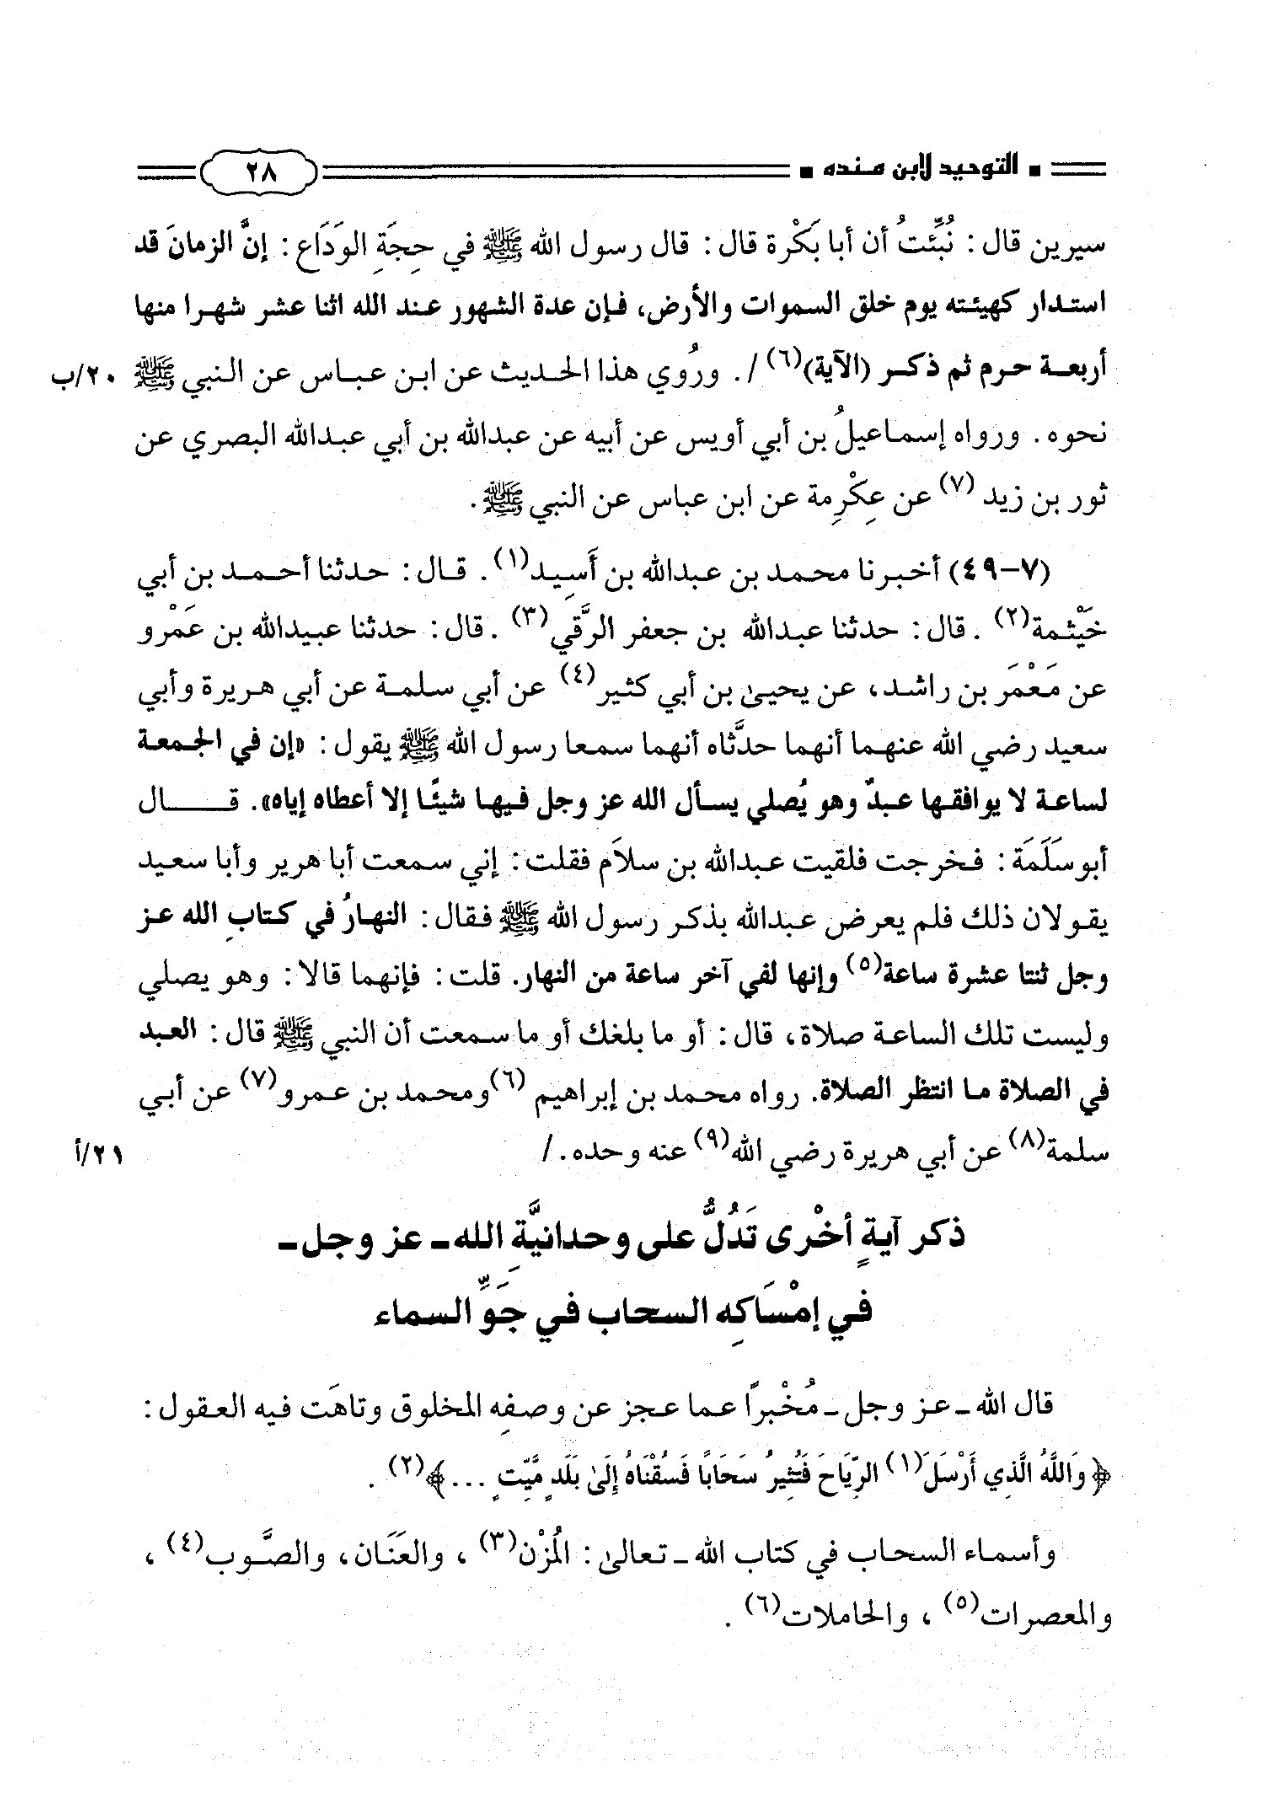 التوحيد لابن منده
٢٨
سيرين قال: نُبِّئتُ أن أبا بَكْرة قال: قال رسول الله ﷺ في حِجَةِ الوَدَاع: إنَّ الزمانَ قد
استدار كهيئته يوم خلق السموات والأرض، فإن عدة الشهور عند الله اثنا عشر شهرا منها
أربعة حرم ثم ذكر (الآية)(٦) /. ورُوي هذا الحديث عن ابن عباس عن النبي ﷺ ٢٠/ب
نحوه. ورواه إسماعيلُ بن أبي أويس عن أبيه عن عبدالله بن أبي عبدالله البصري عن
ثور بن زيد (٧) عن عِكْرِمة عن ابن عباس عن النبي ﷺ.
(٧-٤٩) أخبرنا محمد بن عبدالله بن أَسِيد(١). قال: حدثنا أحمد بن أبي
خَيْثمة(٢) . قال: حدثنا عبدالله بن جعفر الرَّقي(٣) . قال: حدثنا عبيدالله بن عَمْرو
عن مَعْمَر بن راشد، عن يحيىٰ بن أبي كثير(٤) عن أبي سلمة عن أبي هريرة وأبي
سعيد رضي الله عنهما أنهما حدَّثاه أنهما سمعا رسول الله ﷺ يقول: «إن في الجمعة
لساعة لا يوافقها عبدٌ وهو يُصلي يسأل الله عز وجل فيها شيئًا إلا أعطاه إياه». قال
أبو سَلَمَة: فخرجت فلقيت عبدالله بن سلاَم فقلت: إني سمعت أبا هرير وأبا سعيد
يقولان ذلك فلم يعرض عبدالله بذكر رسول الله ﷺ فقال: النهارُ في كتابِ الله عز
وجل ثنتا عشرة ساعة(٥) وإنها لفي آخر ساعة من النهار. قلت: فإنهما قالا: وهو يصلي
وليست تلك الساعة صلاة، قال: أو ما بلغك أو ما سمعت أن النبي ﷺ قال: العبد
في الصلاة ما انتظر الصلاة. رواه محمد بن إبراهيم (٦) ومحمد بن عمرو(٧) عن أبي
سلمة(٨) عن أبي هريرة رضي الله(٩) عنه وحده. / ٢١/أ
ذكر آيةٍ أخْرى تَدُلُّ على وحدانيَّةِ الله ـ عز وجل ـ
في إمْسَاكِه السحاب في جَوِّ السماء
قال الله ـ عز وجل ـ مُخْبراً عما عجز عن وصفِه المخلوق وتاهَت فيه العقول:
﴿وَاللَّهُ الَّذِي أَرْسَلَ(١) الرِّيَاحَ فَتُثِيرُ سَحَابًا فَسُقْنَاهُ إِلَىٰ بَلَدٍ مَّيِّتٍ ...﴾(٢) .
وأسماء السحاب في كتاب الله ـ تعالىٰ: المُزْن(٣) ، والعَنَان، والصَّوب(٤) ،
والمعصرات(٥) ، والحاملات(٦) .